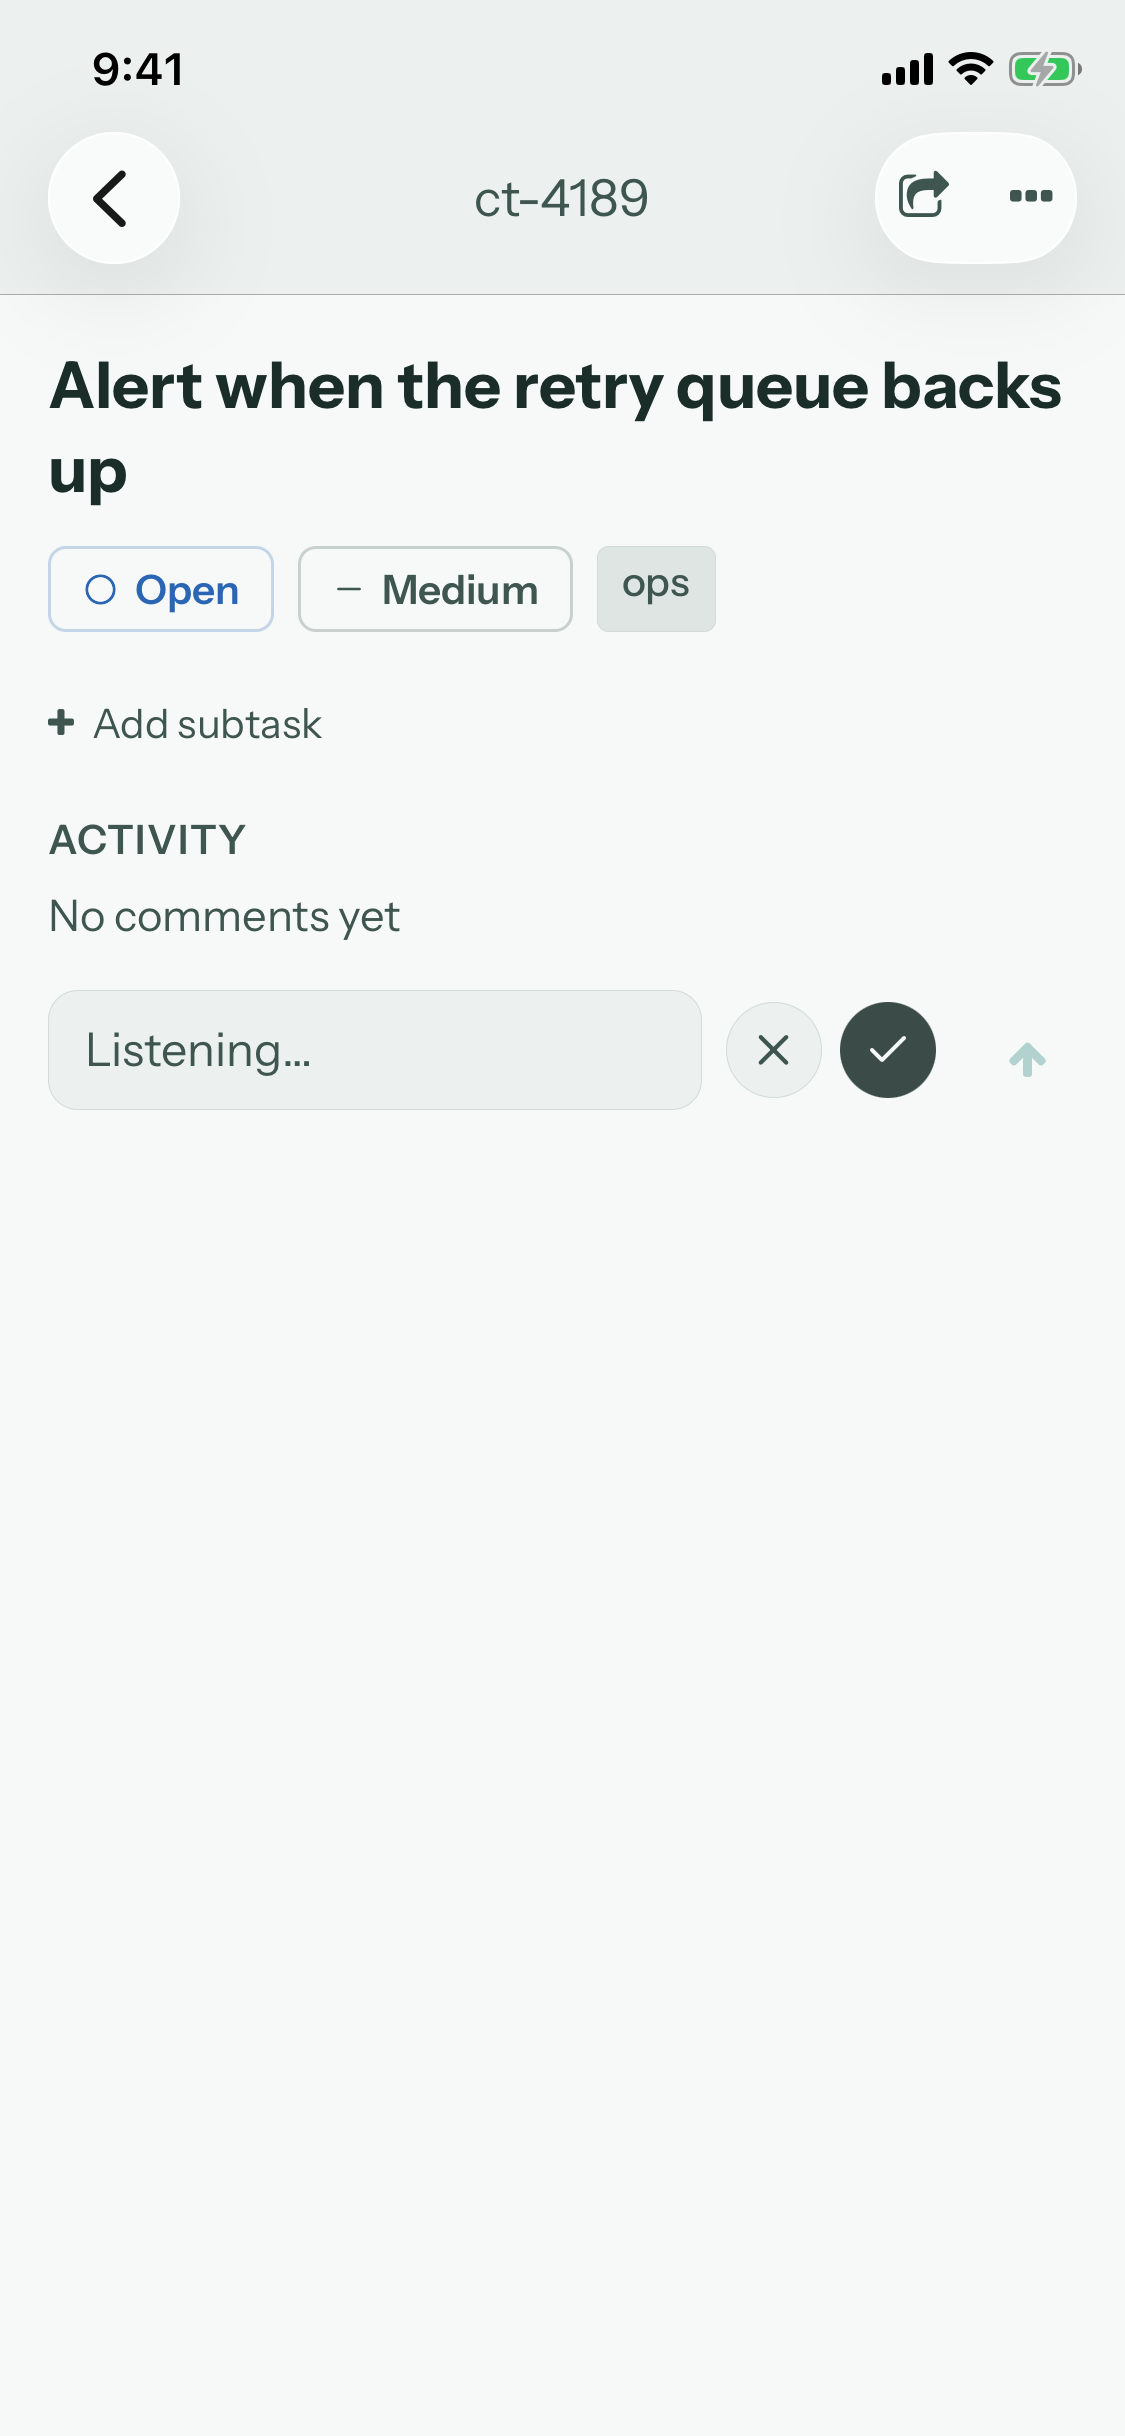 9:41
ct-4189
Alert when the retry queue backs
up
Open
Medium
ops
Add subtask
ACTIVITY
No comments yet
Listening...